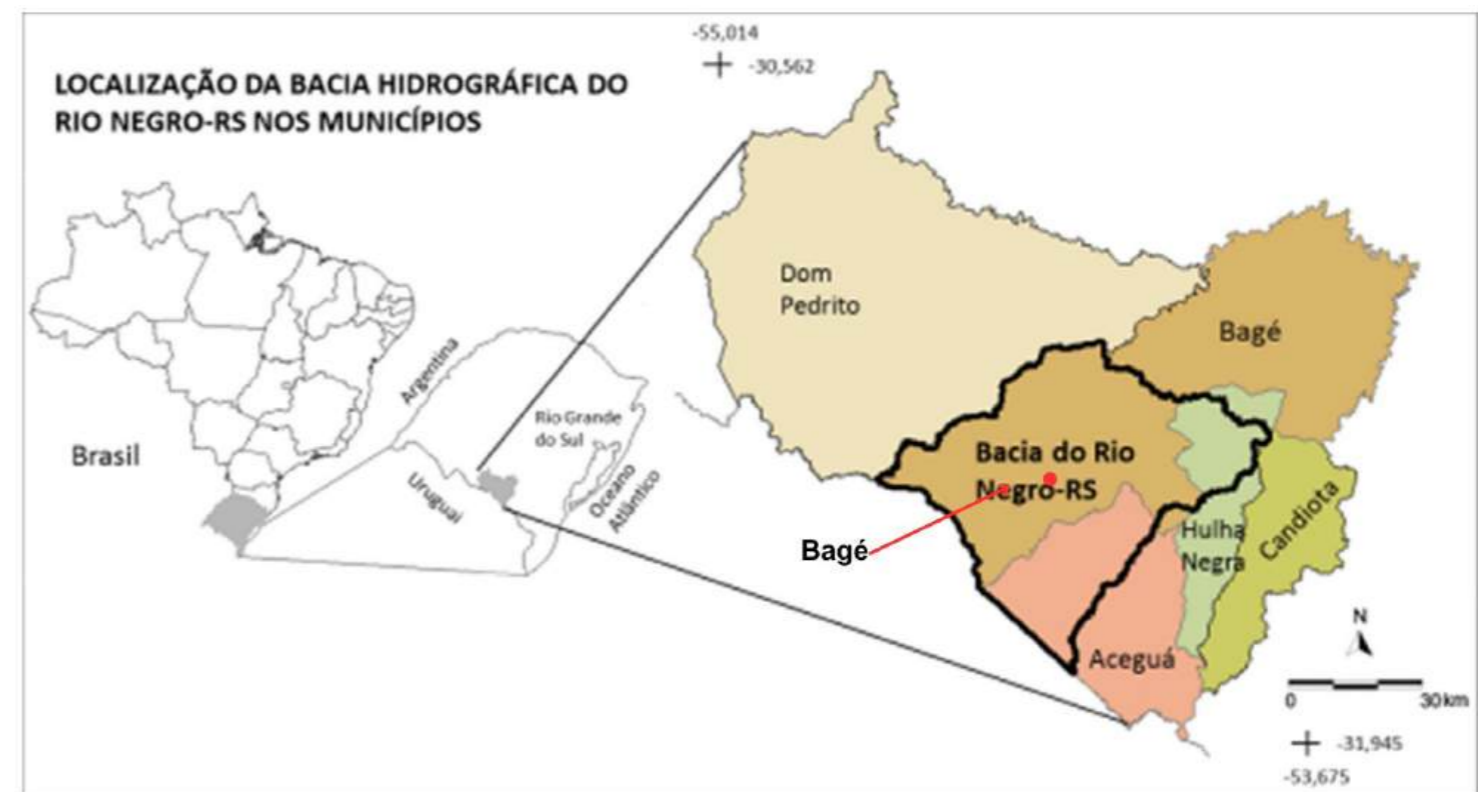 LOCALIZAÇÃO DA BACIA HIDROGRÁFICA DO
RIO NEGRO-RS NOS MUNICÍPIOS
-55,014
-30,562
Dom
Pedrito
Bagé
Argentina
Rio Grande
do Sul
Brasil
Uruguai
Oceano
Atlântico
Bacia do Rio
Negro-RS
Bagé
Hulha
Negra
Candiota
Aceguá
N
0 30km
-31,945
-53,675